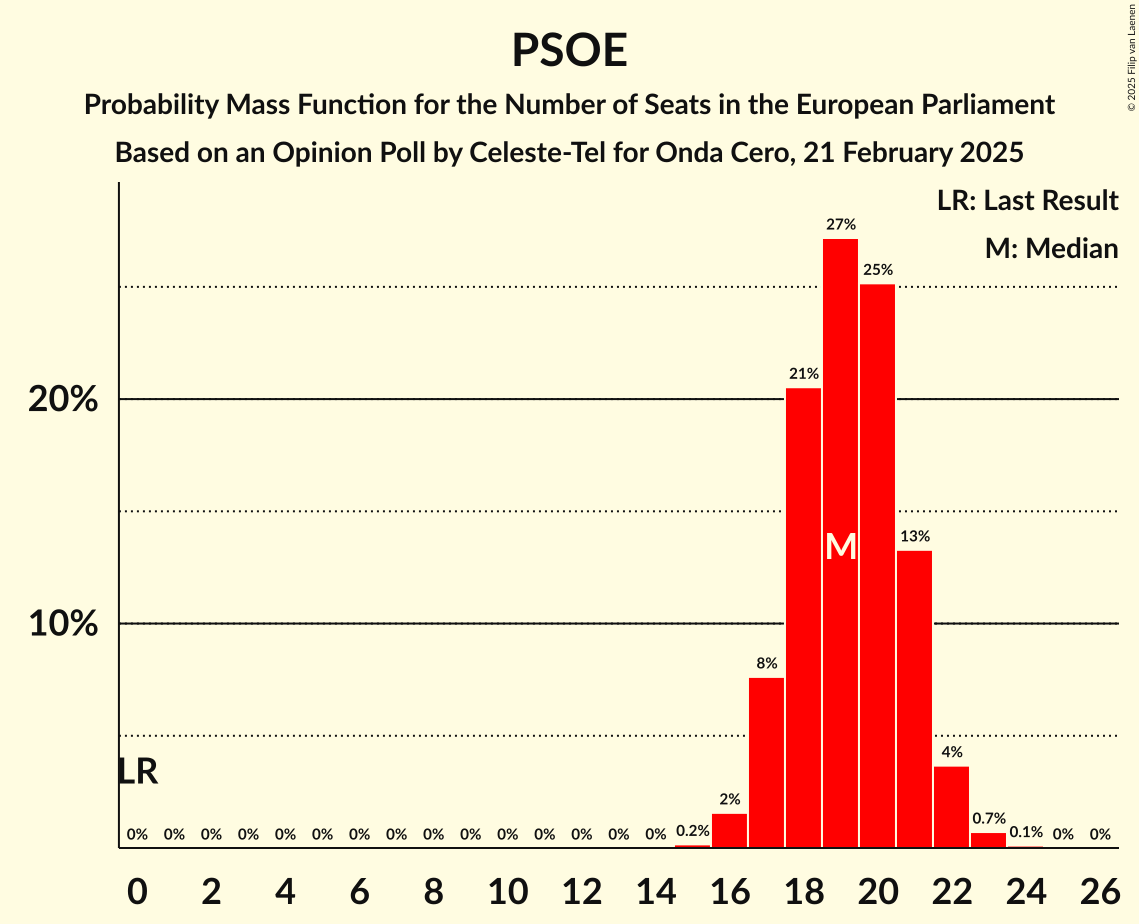 PSOE
Probability Mass Function for the Number of Seats in the European Parliament
Based on an Opinion Poll by Celeste-Tel for Onda Cero, 21 February 2025
© 2025 Filip van Laenen
LR: Last Result
M: Median
27%
25%
21%
20%
M
13%
10%
8%
4%
LR
2%
0% 0% 0% 0% 0% 0% 0% 0% 0% 0% 0% 0% 0% 0% 0% 0.2% 0.7% 0.1% 0% 0%
0 2 4 6 8 10 12 14 16 18 20 22 24 26